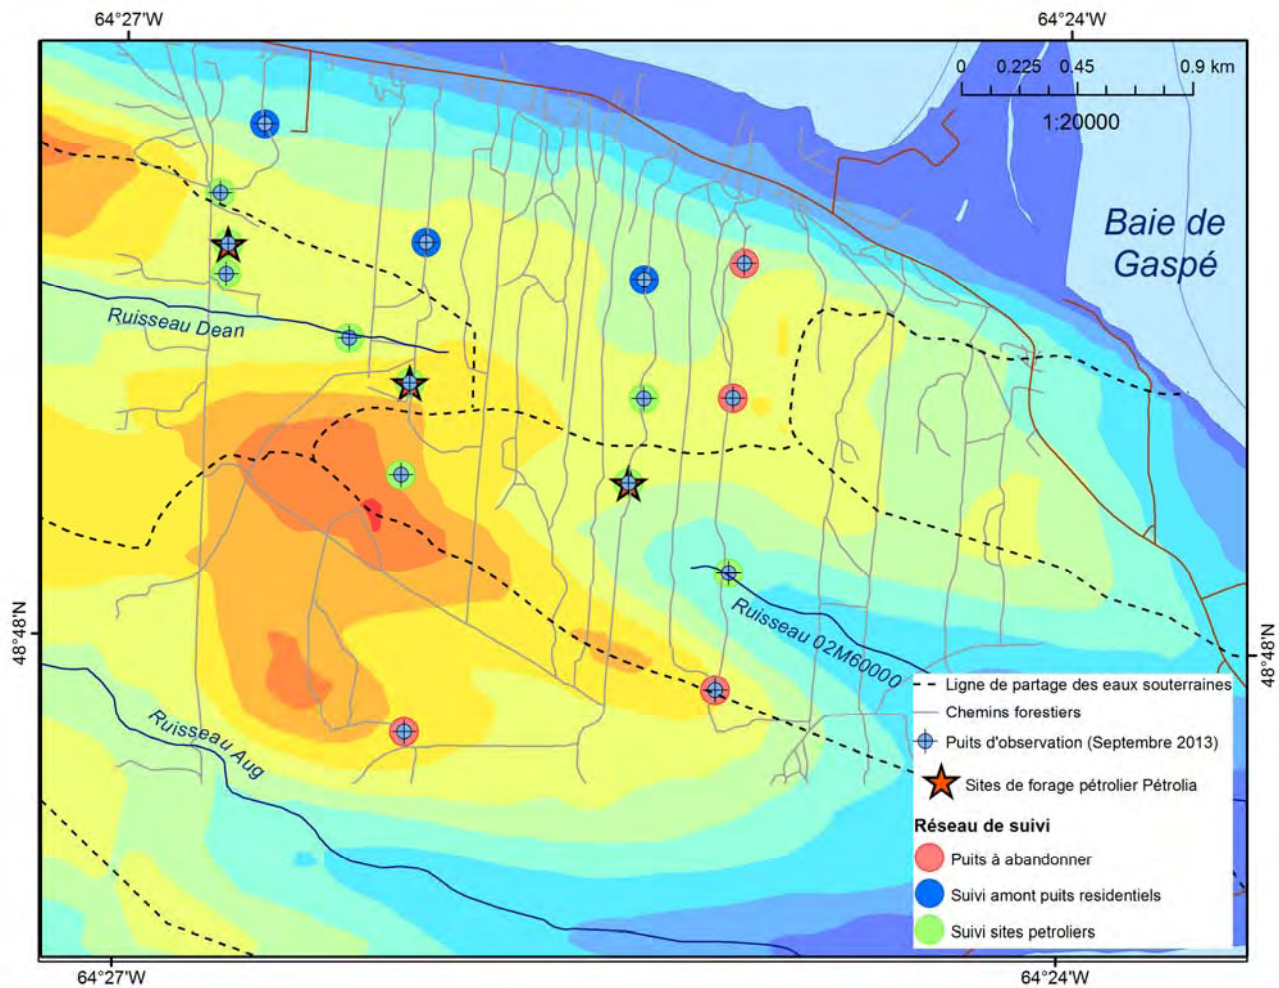 64°27'W
64°24'W
0 0.225 0.45 0.9 km
1:20000
Baie de
Gaspé
Ruisseau Dean
48°48'N
48°48'N
Ruisseau 02M60000
Ruisseau Aug
Ligne de partage des eaux souterraines
Chemins forestiers
Puits d'observation (Septembre 2013)
Sites de forage pétrolier Pétrolia
Réseau de suivi
Puits à abandonner
Suivi amont puits residentiels
Suivi sites petroliers
64°27'W
64°24'W